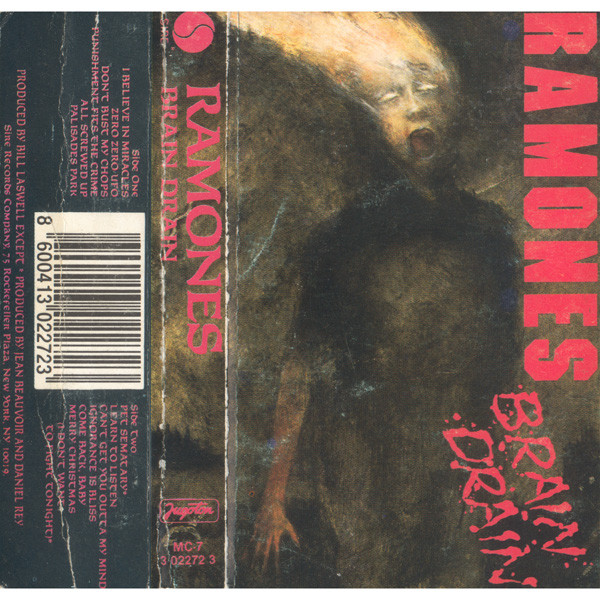 RAMONES
BRAIN
DRAIN
RAMONES
BRAIN DRAIN
Jugoton
MC-7
3 02272 3
Side One
I BELIEVE IN MIRACLES
ZERO ZERO UFO
DON'T BUST MY CHOPS
PUNISHMENT FITS THE CRIME
ALL SCREWED UP
PALISADES PARK
8 600413 022723
Side Two
PET SEMATARY*
LEARN TO LISTEN
CAN'T GET YOU OUTTA MY MIND
IGNORANCE IS BLISS
COME BACK, BABY
MERRY CHRISTMAS
(I DON'T WANT
TO FIGHT TONIGHT)*
PRODUCED BY BILL LASWELL EXCEPT * PRODUCED BY JEAN BEAUVOIR AND DANIEL REY
Sire Records Company, 75 Rockefeller Plaza, New York, NY 10019.